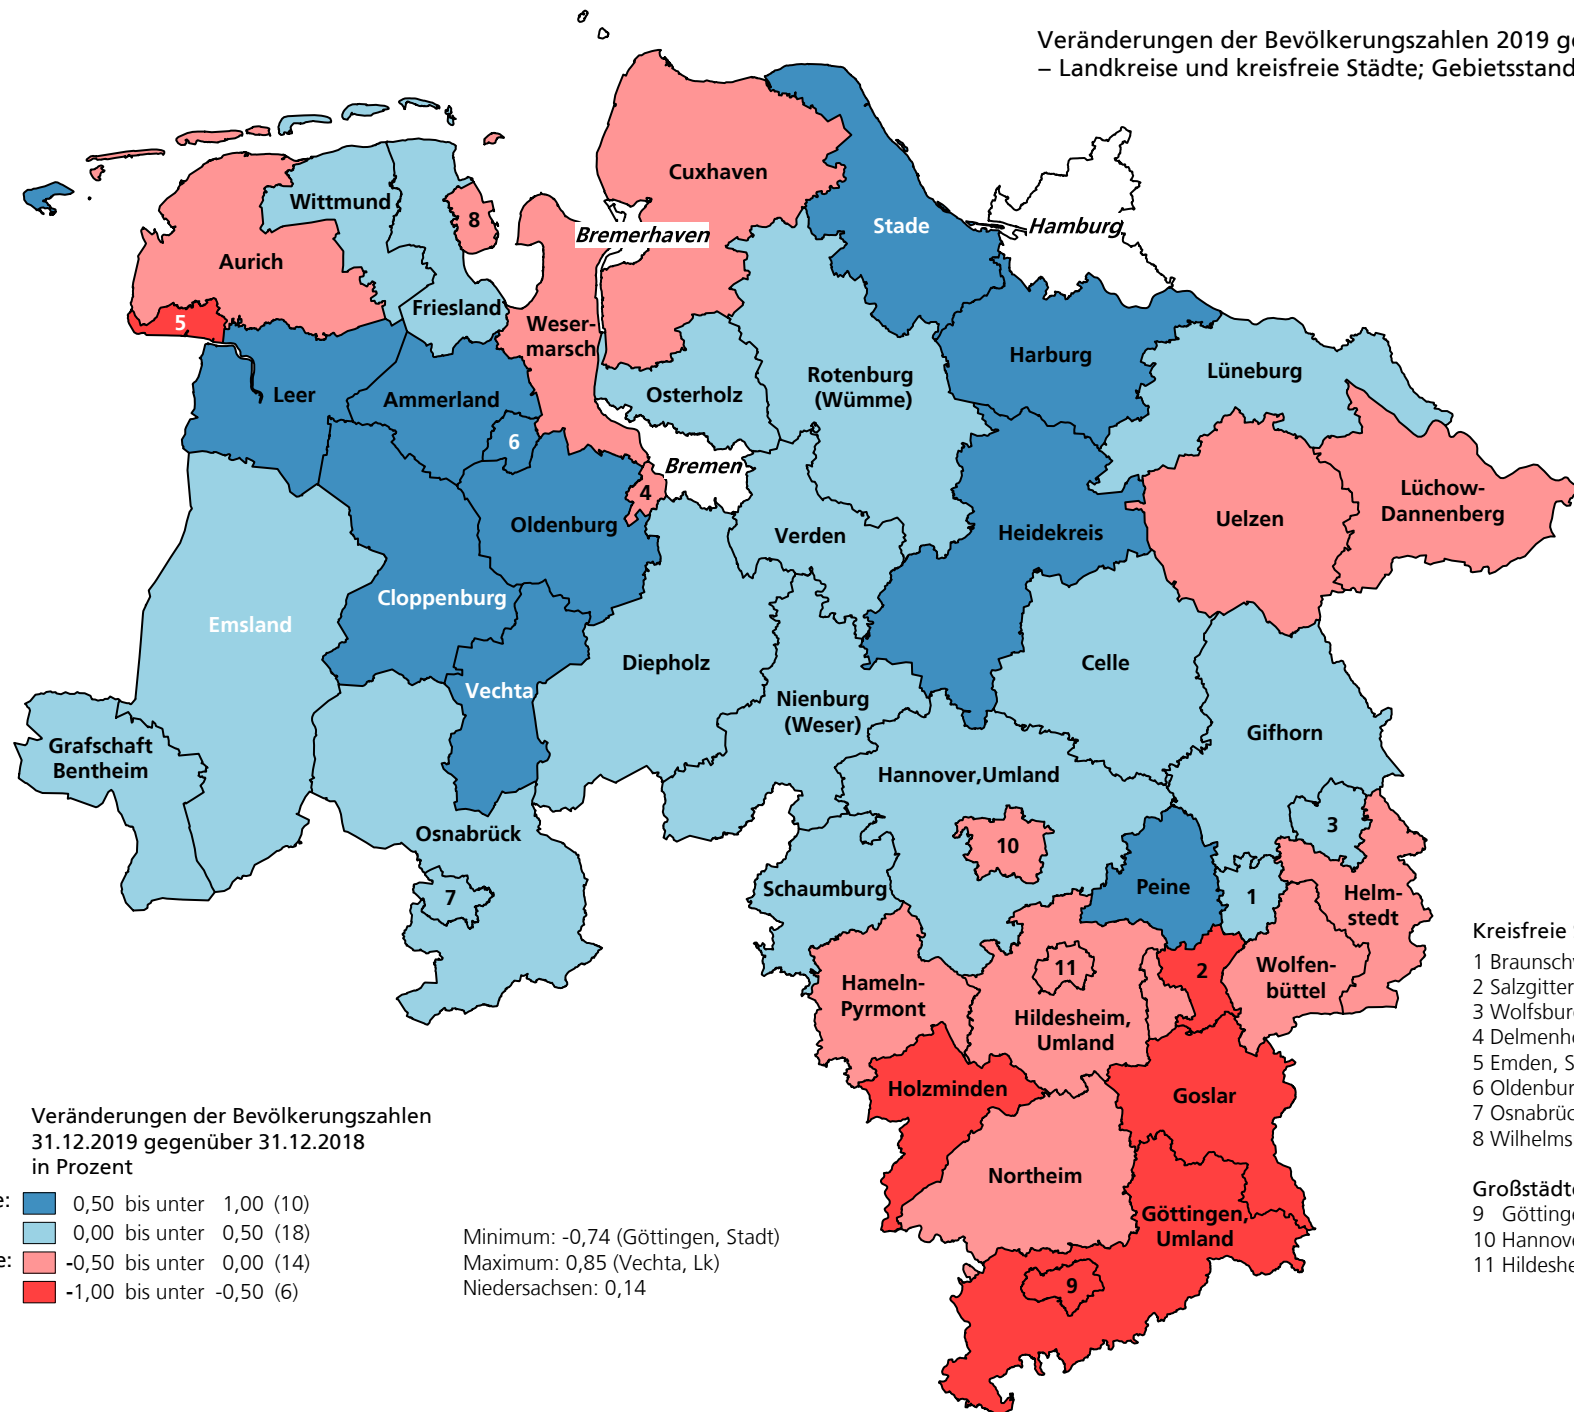 Veränderungen der Bevölkerungszahlen 2019
– Landkreise und kreisfreie Städte; Gebietsstand
Cuxhaven
Wittmund
8
Stade
Hamburg
Bremerhaven
Aurich
Friesland
5
Weser-
marsch
Harburg
Lüneburg
Rotenburg
(Wümme)
Leer
Ammerland
Osterholz
6
Bremen
4
Lüchow-
Dannenberg
Uelzen
Oldenburg
Verden
Heidekreis
Cloppenburg
Emsland
Diepholz
Celle
Vechta
Nienburg
(Weser)
Gifhorn
Grafschaft
Bentheim
Hannover,Umland
3
Osnabrück
10
Peine
Schaumburg
1
7
Helm-
stedt
Wolfen-
büttel
11
2
Hameln-
Pyrmont
Hildesheim,
Umland
Holzminden
Goslar
Northeim
Göttingen,
Umland
9
Kreisfreie
1 Braunschw
2 Salzgitter
3 Wolfsburg
4 Delmenho
5 Emden, S
6 Oldenbur
7 Osnabrüc
8 Wilhelms
Großstädte
9 Göttinge
10 Hannove
11 Hildeshe
Veränderungen der Bevölkerungszahlen
31.12.2019 gegenüber 31.12.2018
in Prozent
e:
0,50 bis unter 1,00 (10)
0,00 bis unter 0,50 (18)
e:
-0,50 bis unter 0,00 (14)
-1,00 bis unter -0,50 (6)
Minimum: -0,74 (Göttingen, Stadt)
Maximum: 0,85 (Vechta, Lk)
Niedersachsen: 0,14